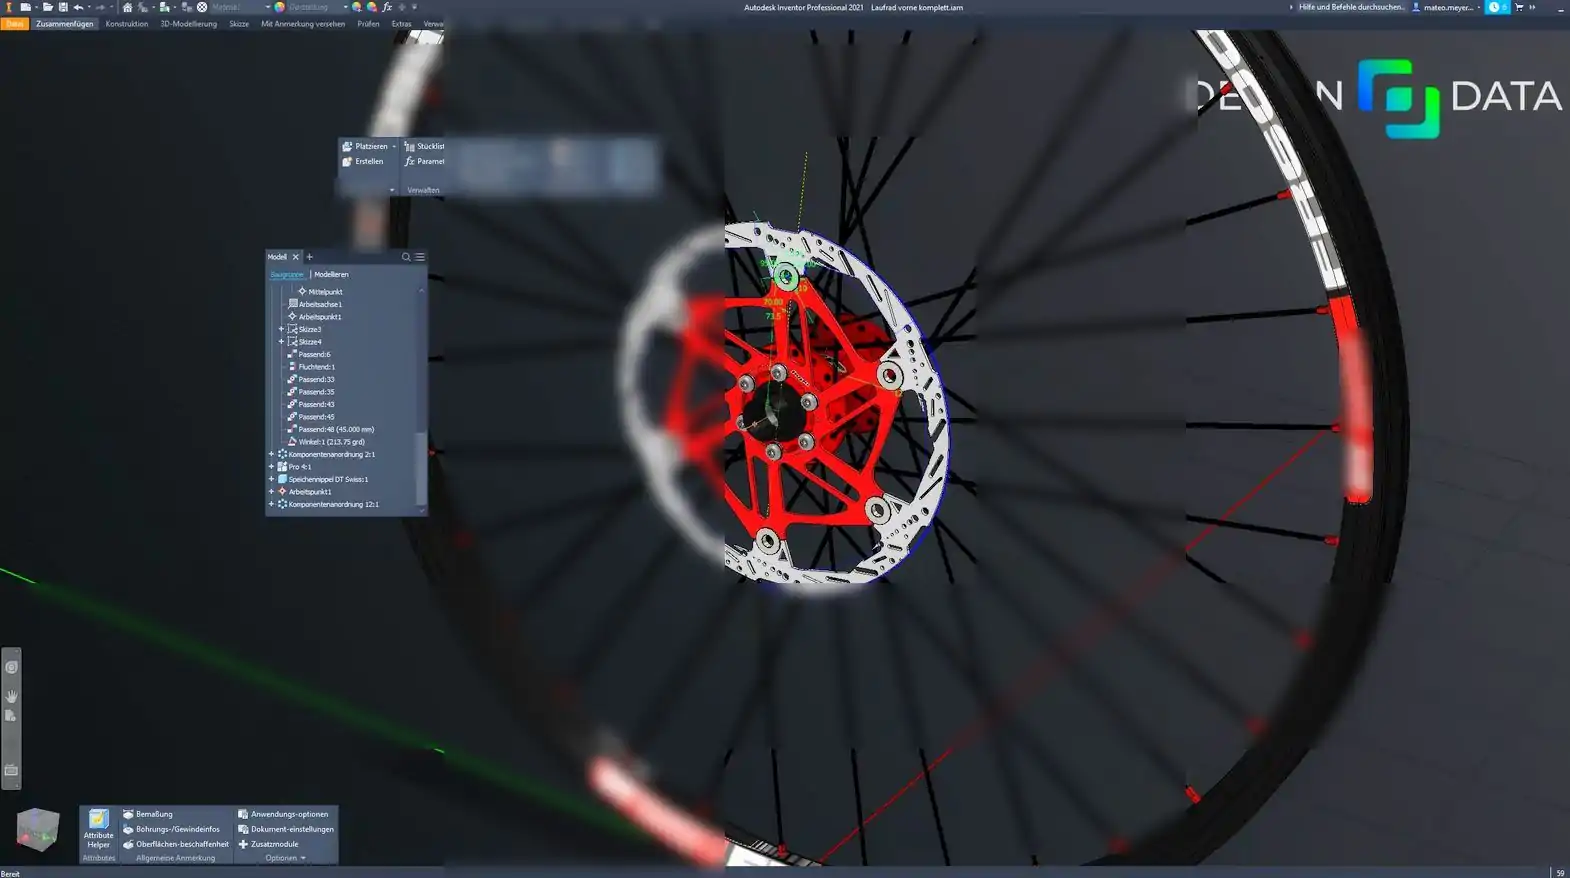 Autodesk Inventor Professional 2021 Laufrad vorne komplett.iam
Hilfe und Befehle durchsuchen...
mateo.meyer...
Datei Zusammenfügen Konstruktion 3D-Modellierung Skizze Mit Anmerkung versehen Prüfen Extras Verwa
DATA
Platzieren
Stücklist
Erstellen
fx Paramet
Verwalten
Modell
Baugruppe | Modellieren
Mittelpunkt
Arbeitsachse1
Arbeitspunkt1
Skizze3
Skizze4
Passend:6
Fluchtend:1
Passend:33
Passend:35
Passend:43
Passend:45
Passend:48 (45.000 mm)
Winkel:1 (213.75 grd)
Komponentenanordnung 2:1
Pro 4:1
Speichennippel DT Swiss:1
Arbeitspunkt1
Komponentenanordnung 12:1
70.00
73.5
Attribute Helper
Attributes
Bemaßung
Bohrungs-/Gewindeinfos
Oberflächen-beschaffenheit
Allgemeine Anmerkung
Anwendungs-optionen
Dokument-einstellungen
Zusatzmodule
Optionen
Bereit
59